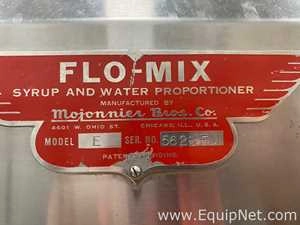 FLO-MIX
SYRUP AND WATER PROPORTIONER
MANUFACTURED BY
Mojonnier Bros. Co.
4601 W. OHIO ST. CHICAGO, ILL., U.S.A.
MODEL E SER. NO.
www.EquipNet.com